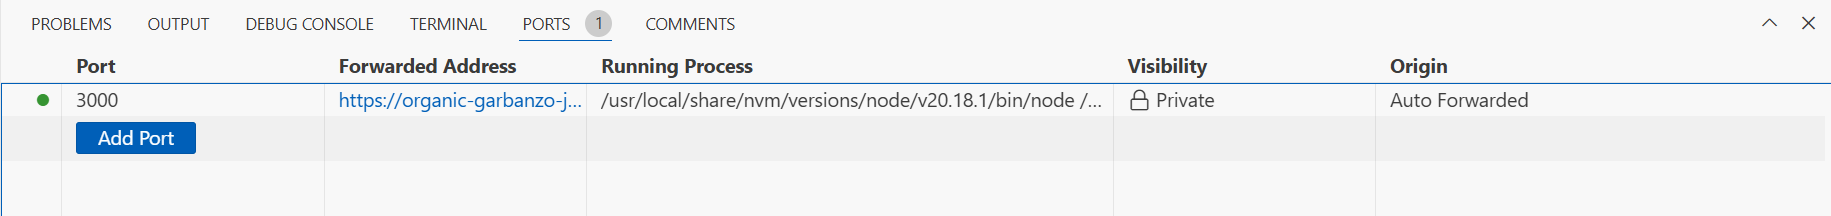 PROBLEMS OUTPUT DEBUG CONSOLE TERMINAL PORTS 1 COMMENTS
Port Forwarded Address Running Process Visibility Origin
3000 https://organic-garbanzo-j... /usr/local/share/nvm/versions/node/v20.18.1/bin/node /... Private Auto Forwarded
Add Port